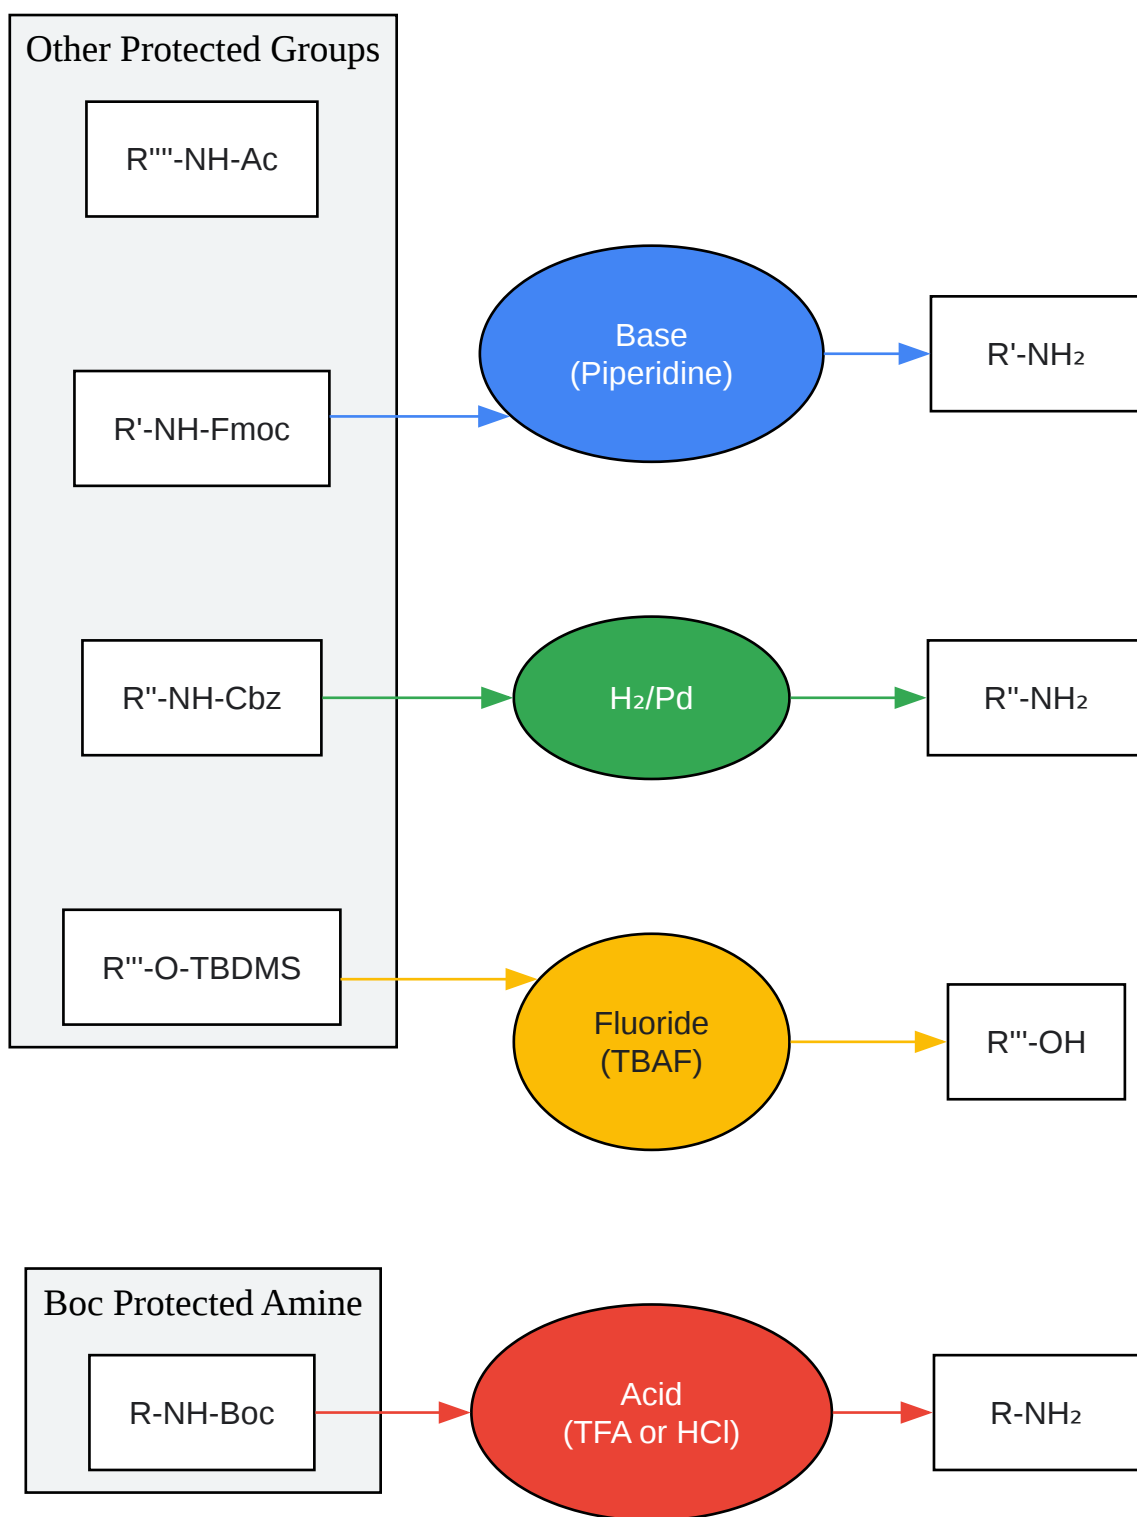 Other Protected Groups
R''''-NH-Ac
R'-NH-Fmoc
Base
(Piperidine)
R'-NH₂
R''-NH-Cbz
H₂/Pd
R''-NH₂
R'''-O-TBDMS
Fluoride
(TBAF)
R'''-OH
Boc Protected Amine
R-NH-Boc
Acid
(TFA or HCl)
R-NH₂